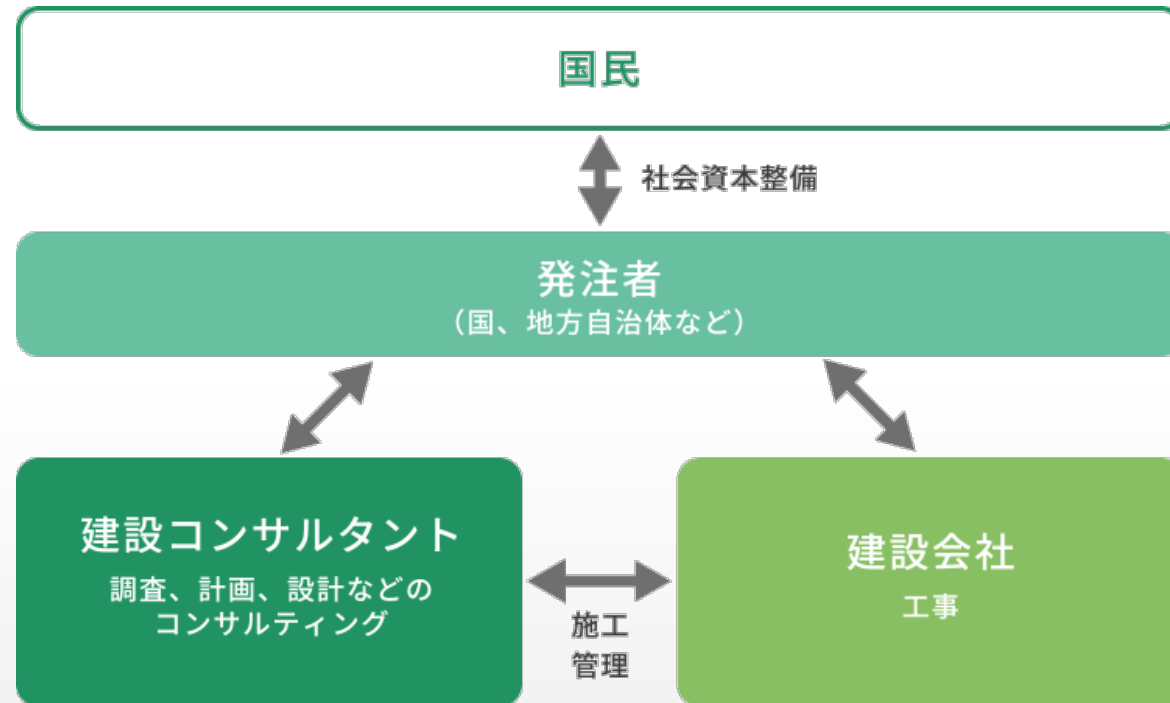 国民
社会資本整備
発注者
（国、地方自治体など）
建設コンサルタント
調査、計画、設計などの
コンサルティング
施工
管理
建設会社
工事